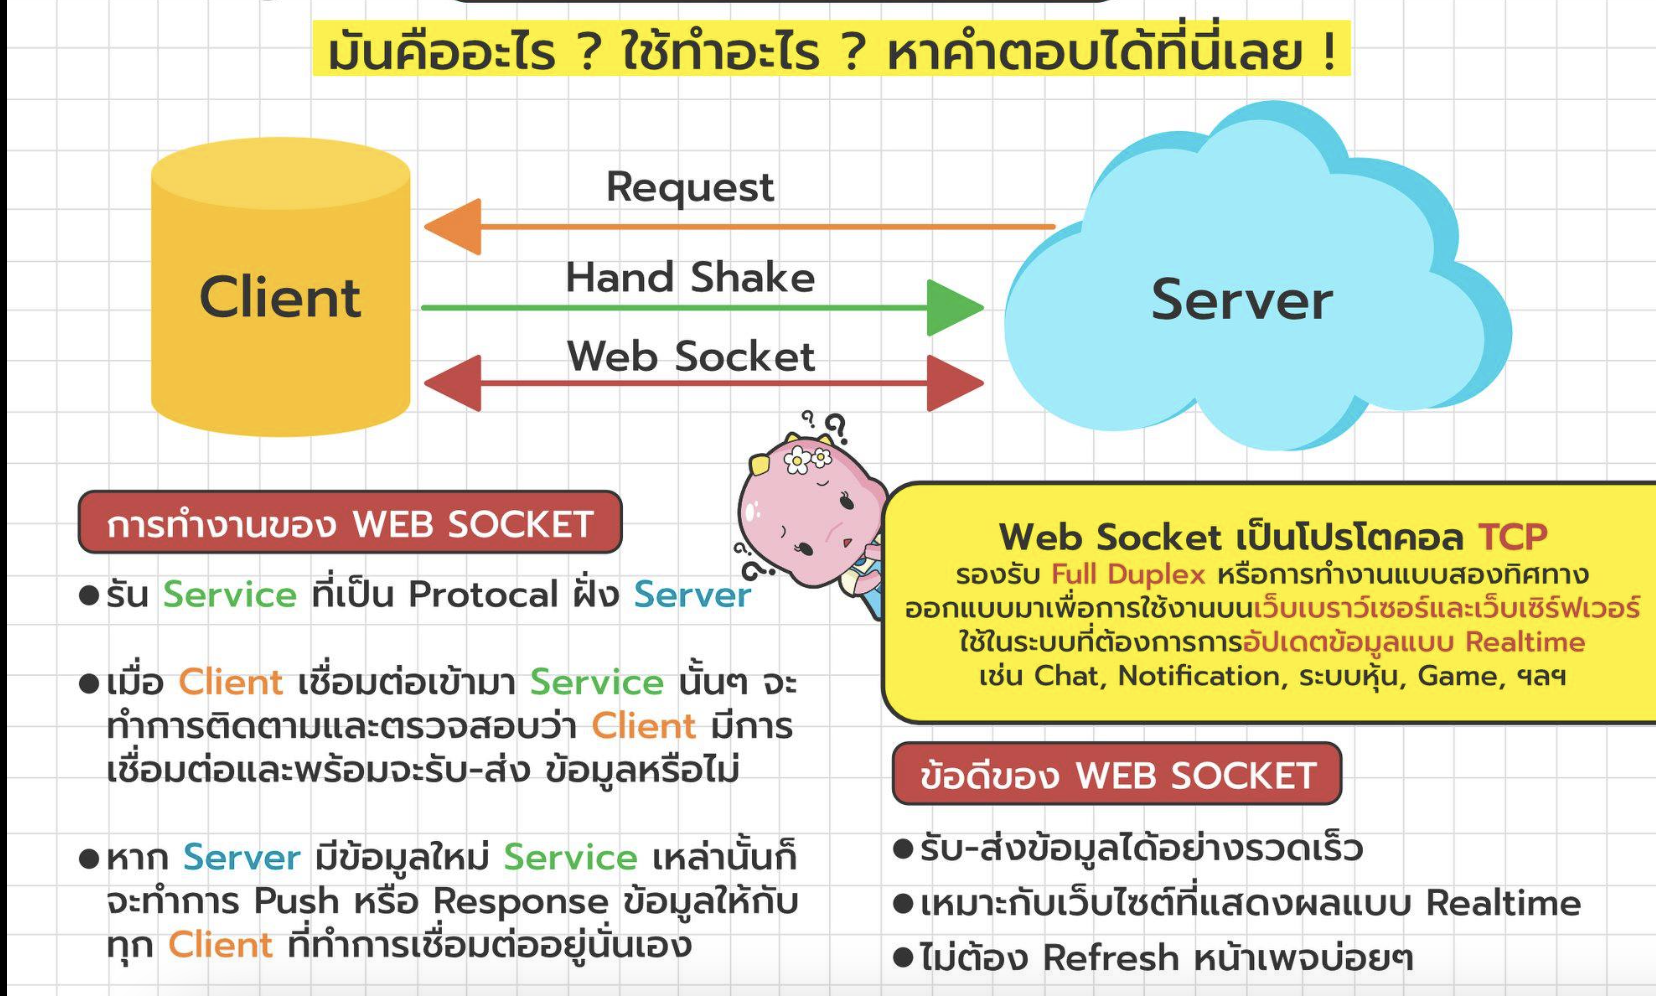 มันคืออะไร ? ใช้ทำอะไร ? หาคำตอบได้ที่นี่เลย !
Request
Hand Shake
Web Socket
Client
Server
? ?
? ?
การทำงานของ WEB SOCKET
●รัน Service ที่เป็น Protocal ฝั่ง Server
●เมื่อ Client เชื่อมต่อเข้ามา Service นั้นๆ จะ
ทำการติดตามและตรวจสอบว่า Client มีการ
เชื่อมต่อและพร้อมจะรับ-ส่ง ข้อมูลหรือไม่
●หาก Server มีข้อมูลใหม่ Service เหล่านั้นก็
จะทำการ Push หรือ Response ข้อมูลให้กับ
ทุก Client ที่ทำการเชื่อมต่ออยู่นั่นเอง
Web Socket เป็นโปรโตคอล TCP
รองรับ Full Duplex หรือการทำงานแบบสองทิศทาง
ออกแบบมาเพื่อการใช้งานบนเว็บเบราว์เซอร์และเว็บเซิร์ฟเวอร์
ใช้ในระบบที่ต้องการการอัปเดตข้อมูลแบบ Realtime
เช่น Chat, Notification, ระบบหุ้น, Game, ฯลฯ
ข้อดีของ WEB SOCKET
●รับ-ส่งข้อมูลได้อย่างรวดเร็ว
●เหมาะกับเว็บไซต์ที่แสดงผลแบบ Realtime
●ไม่ต้อง Refresh หน้าเพจบ่อยๆ